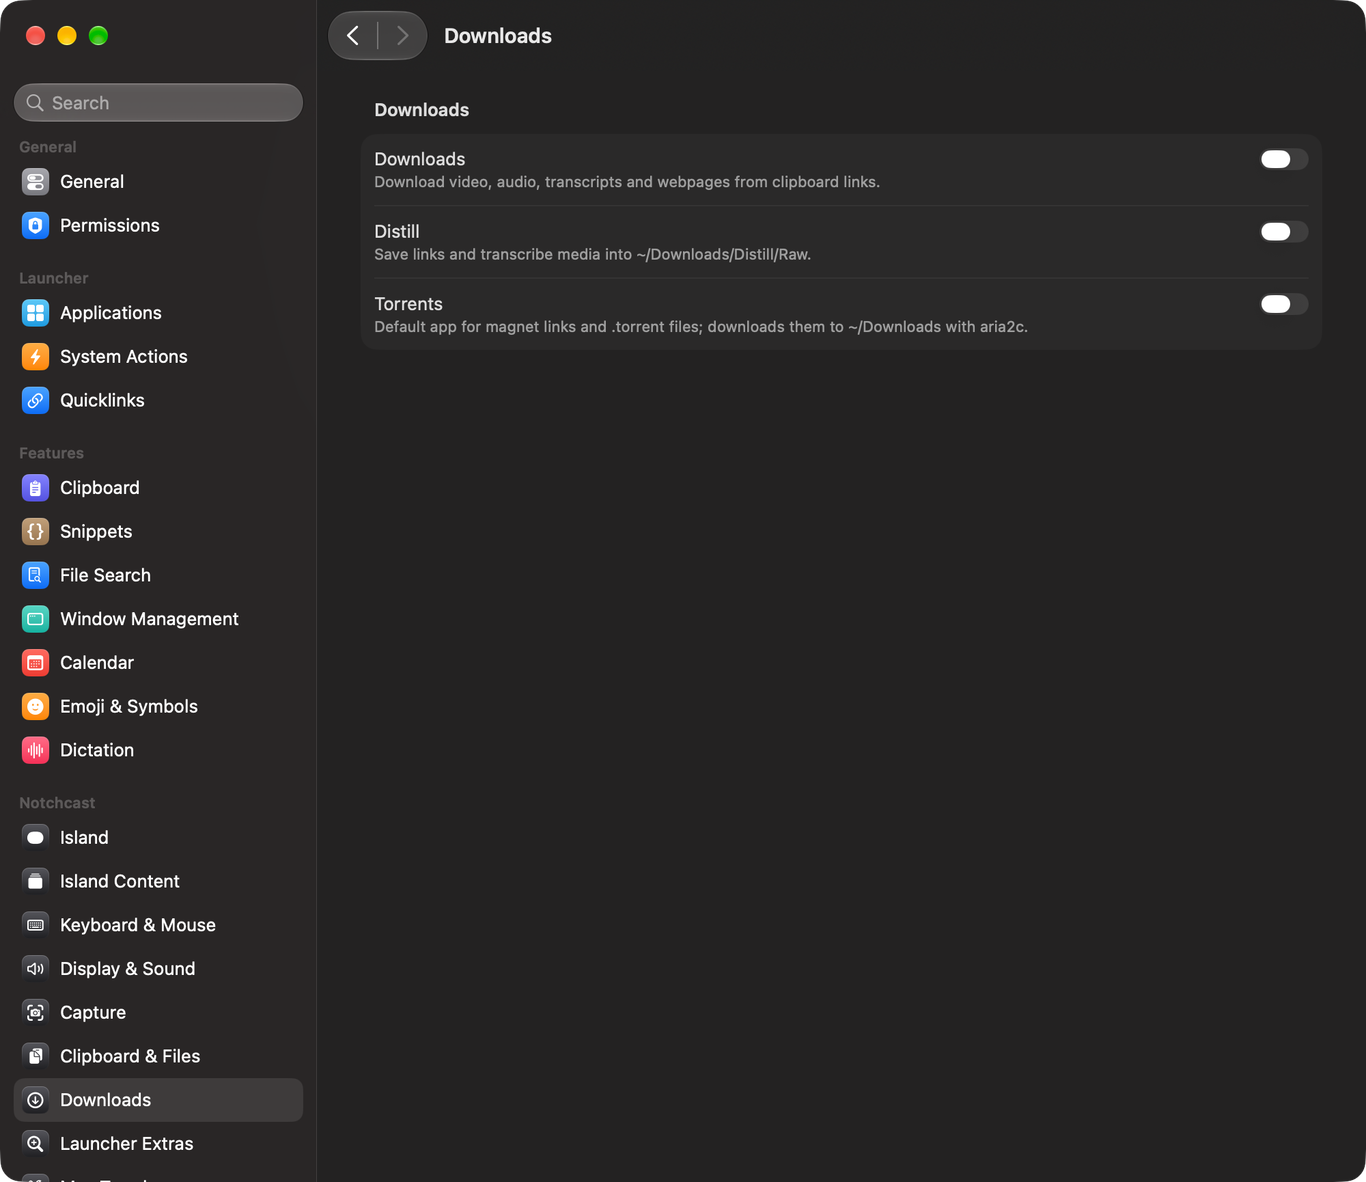 Downloads
Search
General
General
Permissions
Launcher
Applications
System Actions
Quicklinks
Features
Clipboard
Snippets
File Search
Window Management
Calendar
Emoji & Symbols
Dictation
Notchcast
Island
Island Content
Keyboard & Mouse
Display & Sound
Capture
Clipboard & Files
Downloads
Launcher Extras
Downloads
Downloads
Download video, audio, transcripts and webpages from clipboard links.
Distill
Save links and transcribe media into ~/Downloads/Distill/Raw.
Torrents
Default app for magnet links and .torrent files; downloads them to ~/Downloads with aria2c.